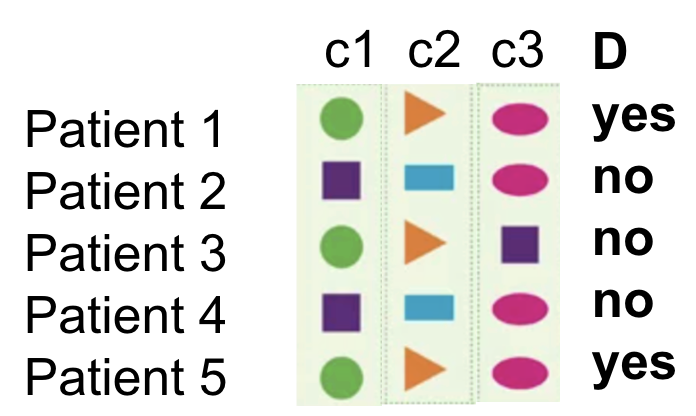 c1 c2 c3 D
Patient 1 yes
Patient 2 no
Patient 3 no
Patient 4 no
Patient 5 yes